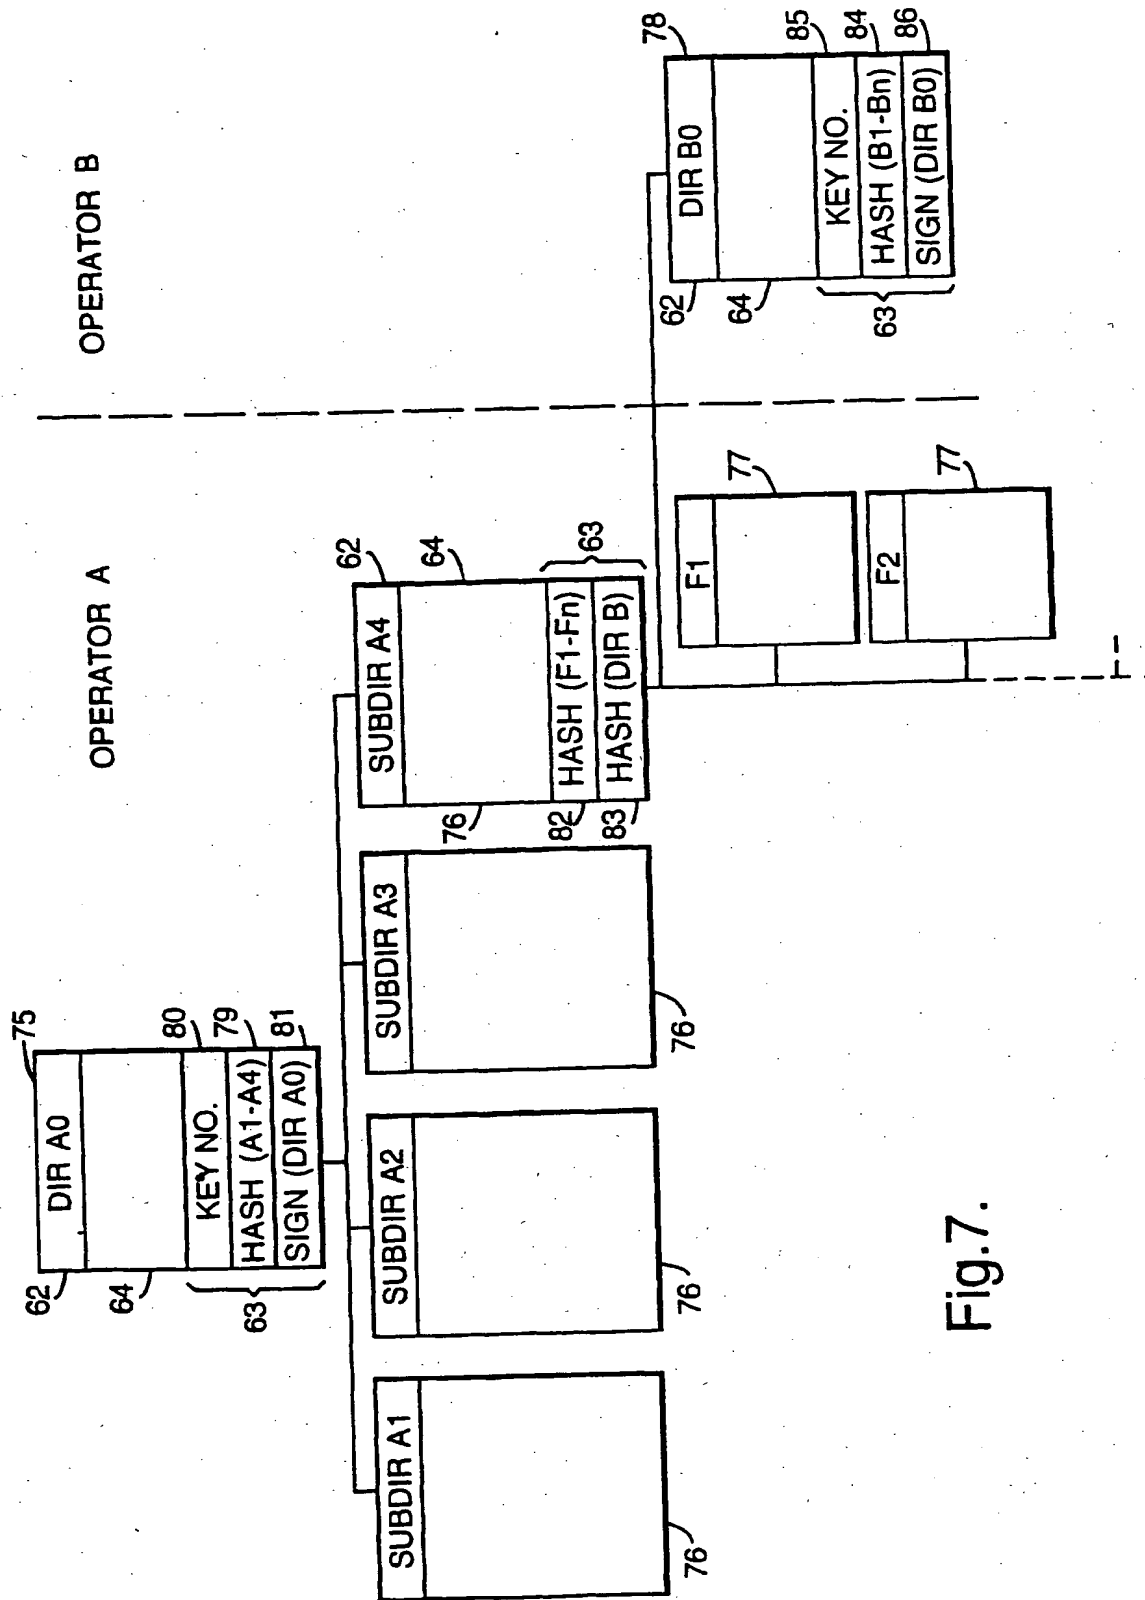 OPERATOR A
OPERATOR B
75
DIR A0
62
64
KEY NO.
80
HASH (A1-A4)
79
SIGN (DIR A0)
81
63
SUBDIR A1
76
SUBDIR A2
76
SUBDIR A3
76
SUBDIR A4
62
64
76
HASH (F1-Fn)
82
HASH (DIR B)
83
63
F1
77
F2
77
DIR B0
78
62
64
KEY NO.
85
HASH (B1-Bn)
84
SIGN (DIR B0)
86
63
Fig.7.